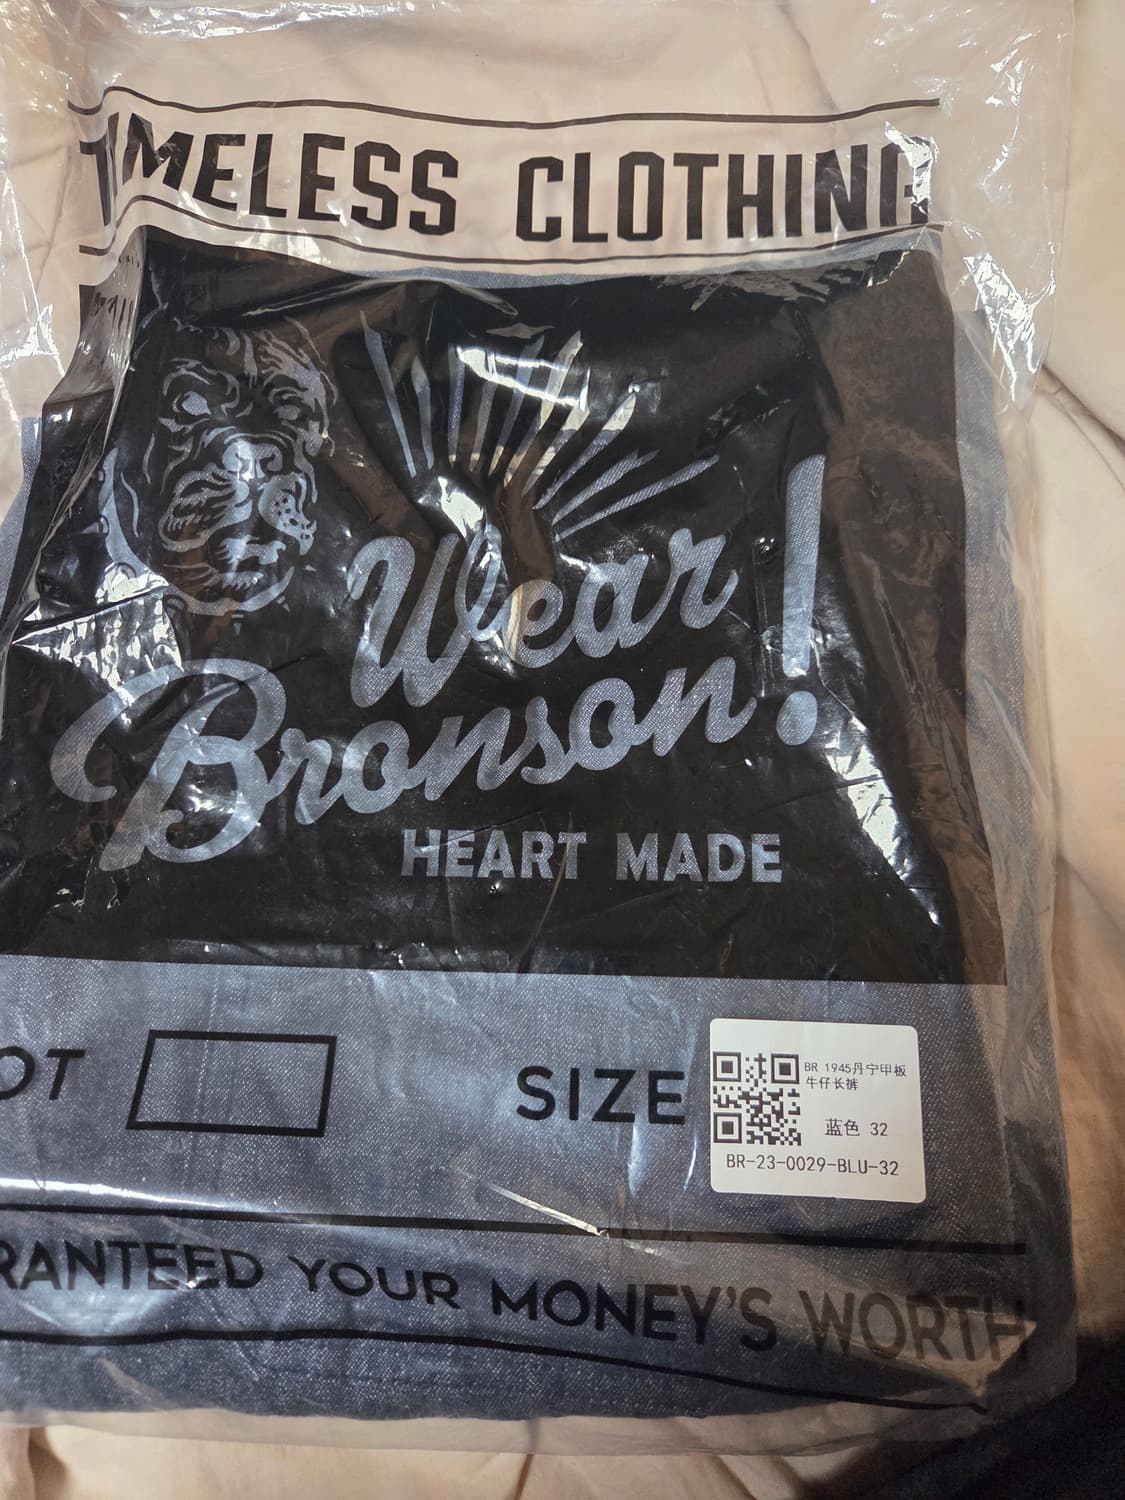 TIMELESS CLOTHING
Wear
Bronson!
HEART MADE
OT
SIZE
BR 1945丹宁甲板
牛仔长裤
蓝色 32
BR-23-0029-BLU-32
RANTEED YOUR MONEY'S WORTH